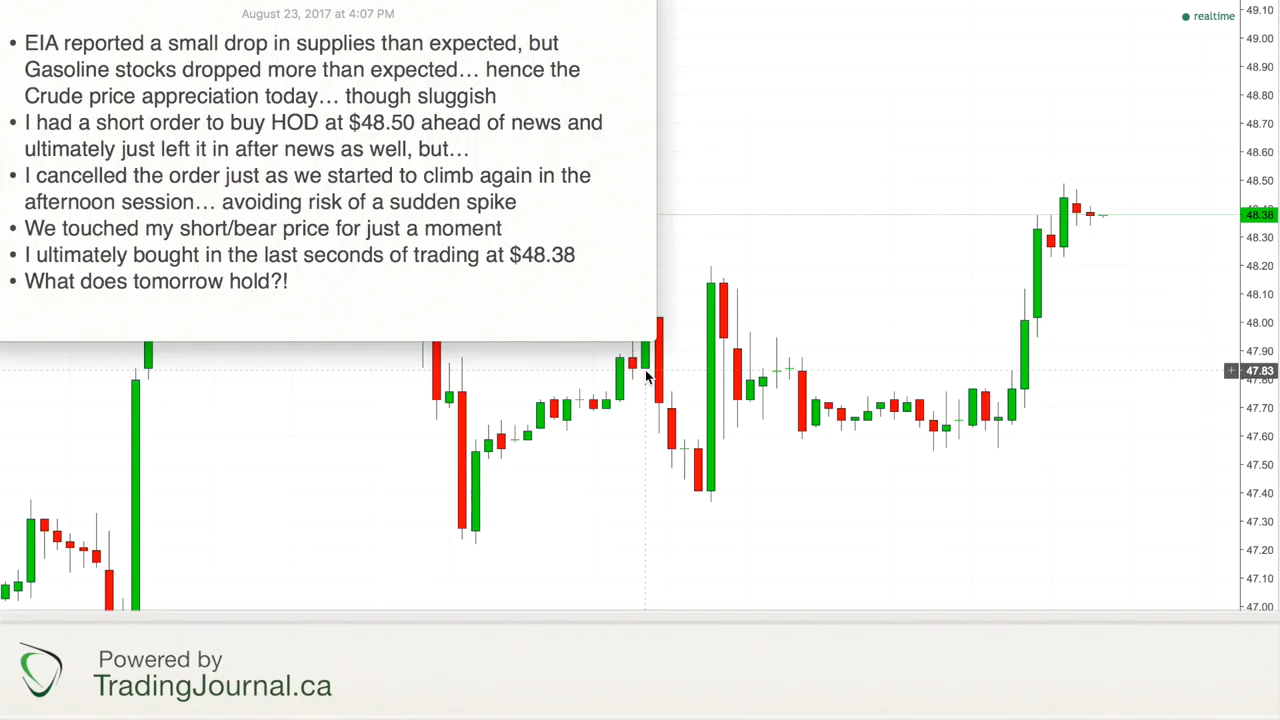 August 23, 2017 at 4:07 PM
• EIA reported a small drop in supplies than expected, but
Gasoline stocks dropped more than expected… hence the
Crude price appreciation today… though sluggish
• I had a short order to buy HOD at $48.50 ahead of news and
ultimately just left it in after news as well, but…
• I cancelled the order just as we started to climb again in the
afternoon session… avoiding risk of a sudden spike
• We touched my short/bear price for just a moment
• I ultimately bought in the last seconds of trading at $48.38
• What does tomorrow hold?!
realtime
49.10
49.00
48.90
48.80
48.70
48.60
48.50
48.38
48.30
48.20
48.10
48.00
47.90
47.83
47.70
47.60
47.50
47.40
47.30
47.20
47.10
47.00
Powered by
TradingJournal.ca